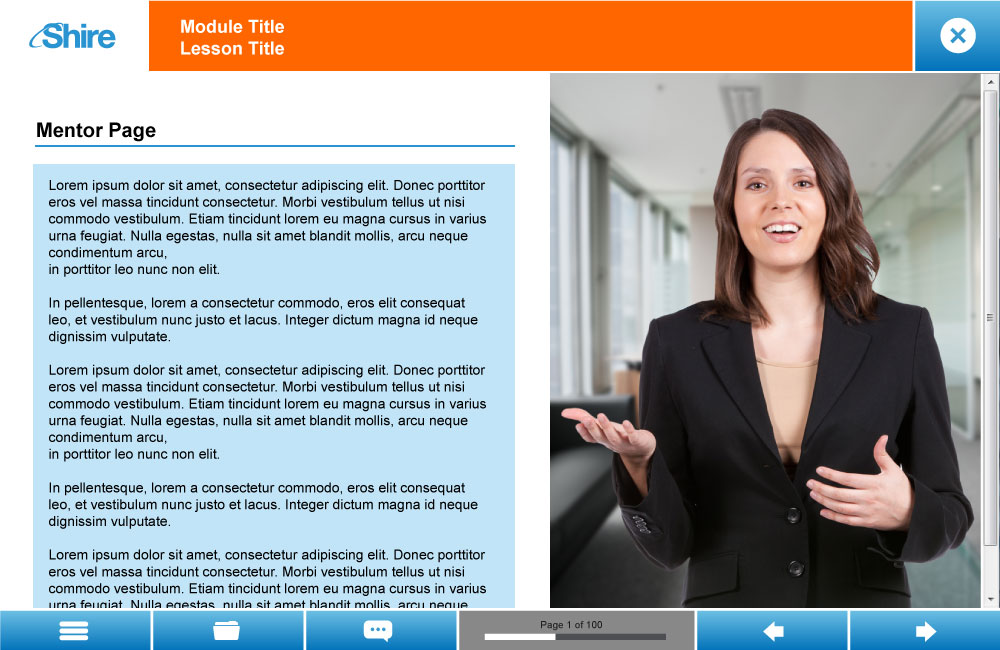 Shire
Module Title
Lesson Title
Mentor Page
Lorem ipsum dolor sit amet, consectetur adipiscing elit. Donec porttitor
eros vel massa tincidunt consectetur. Morbi vestibulum tellus ut nisi
commodo vestibulum. Etiam tincidunt lorem eu magna cursus in varius
urna feugiat. Nulla egestas, nulla sit amet blandit mollis, arcu neque
condimentum arcu,
in porttitor leo nunc non elit.
In pellentesque, lorem a consectetur commodo, eros elit consequat
leo, et vestibulum nunc justo et lacus. Integer dictum magna id neque
dignissim vulputate.
Lorem ipsum dolor sit amet, consectetur adipiscing elit. Donec porttitor
eros vel massa tincidunt consectetur. Morbi vestibulum tellus ut nisi
commodo vestibulum. Etiam tincidunt lorem eu magna cursus in varius
urna feugiat. Nulla egestas, nulla sit amet blandit mollis, arcu neque
condimentum arcu,
in porttitor leo nunc non elit.
In pellentesque, lorem a consectetur commodo, eros elit consequat
leo, et vestibulum nunc justo et lacus. Integer dictum magna id neque
dignissim vulputate.
Lorem ipsum dolor sit amet, consectetur adipiscing elit. Donec porttitor
eros vel massa tincidunt consectetur. Morbi vestibulum tellus ut nisi
commodo vestibulum. Etiam tincidunt lorem eu magna cursus in varius
urna feugiat. Nulla egestas, nulla sit amet blandit mollis, arcu neque
Page 1 of 100